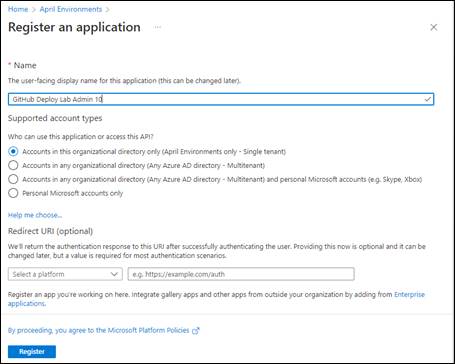 Home > April Environments >
Register an application ...
* Name
The user-facing display name for this application (this can be changed later).
GitHub Deploy Lab Admin 10
Supported account types
Who can use this application or access this API?
Accounts in this organizational directory only (April Environments only - Single tenant)
Accounts in any organizational directory (Any Azure AD directory - Multitenant)
Accounts in any organizational directory (Any Azure AD directory - Multitenant) and personal Microsoft accounts (e.g. Skype, Xbox)
Personal Microsoft accounts only
Help me choose...
Redirect URI (optional)
We'll return the authentication response to this URI after successfully authenticating the user. Providing this now is optional and it can be
changed later, but a value is required for most authentication scenarios.
Select a platform
e.g. https://example.com/auth
Register an app you're working on here. Integrate gallery apps and other apps from outside your organization by adding from Enterprise
applications.
By proceeding, you agree to the Microsoft Platform Policies
Register